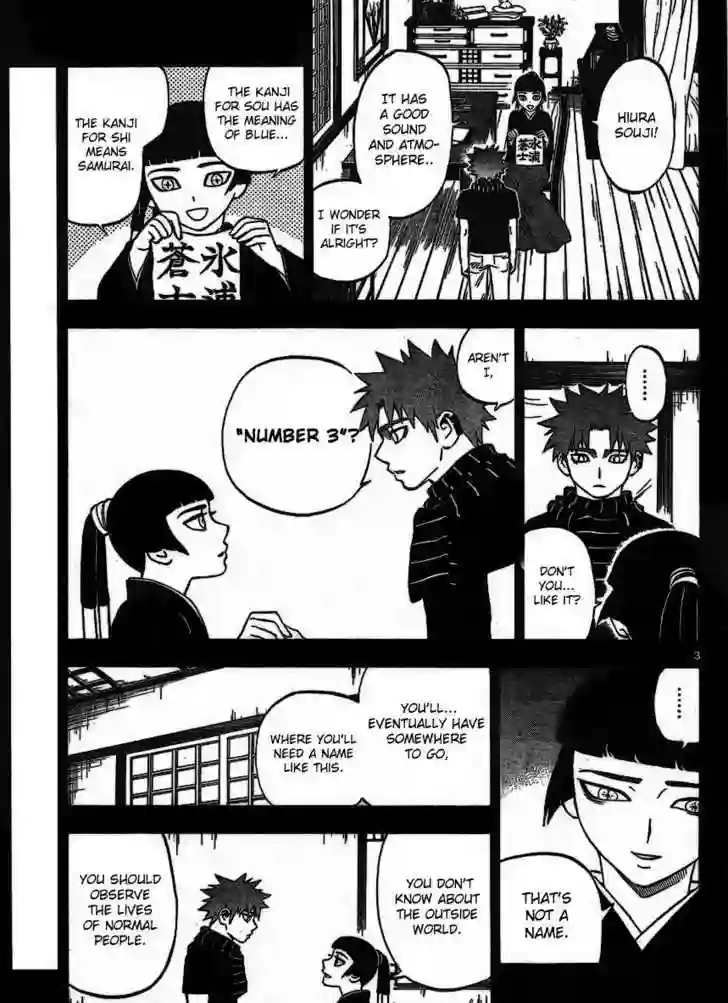 HIURA
SOUJI!
IT HAS
A GOOD
SOUND
AND ATMO-
SPHERE..
I WONDER
IF IT'S
ALRIGHT?
氷浦
蒼士
THE KANJI
FOR SOU HAS
THE MEANING
OF BLUE...
THE KANJI
FOR SHI
MEANS
SAMURAI.
氷浦
蒼士
......
DON'T
YOU...
LIKE IT?
AREN'T
I,
"NUMBER 3"?
3
......
THAT'S
NOT A
NAME.
YOU'LL...
EVENTUALLY HAVE
SOMEWHERE
TO GO,
WHERE YOU'LL
NEED A NAME
LIKE THIS.
YOU DON'T
KNOW ABOUT
THE OUTSIDE
WORLD.
YOU SHOULD
OBSERVE
THE LIVES
OF NORMAL
PEOPLE.